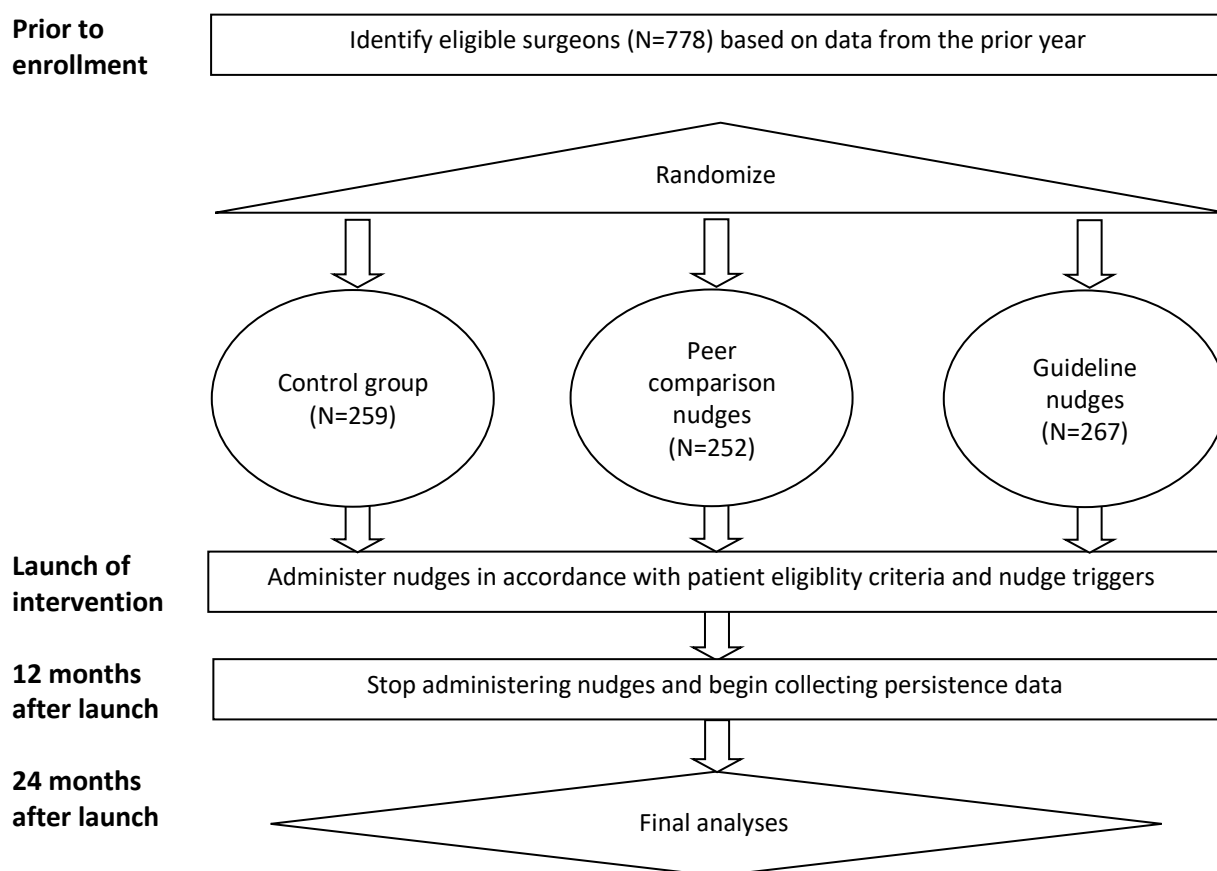 Prior to
enrollment
Identify eligible surgeons (N=778) based on data from the prior year
Randomize
Control group
(N=259)
Peer
comparison
nudges
(N=252)
Guideline
nudges
(N=267)
Launch of
intervention
Administer nudges in accordance with patient eligiblity criteria and nudge triggers
12 months
after launch
Stop administering nudges and begin collecting persistence data
24 months
after launch
Final analyses